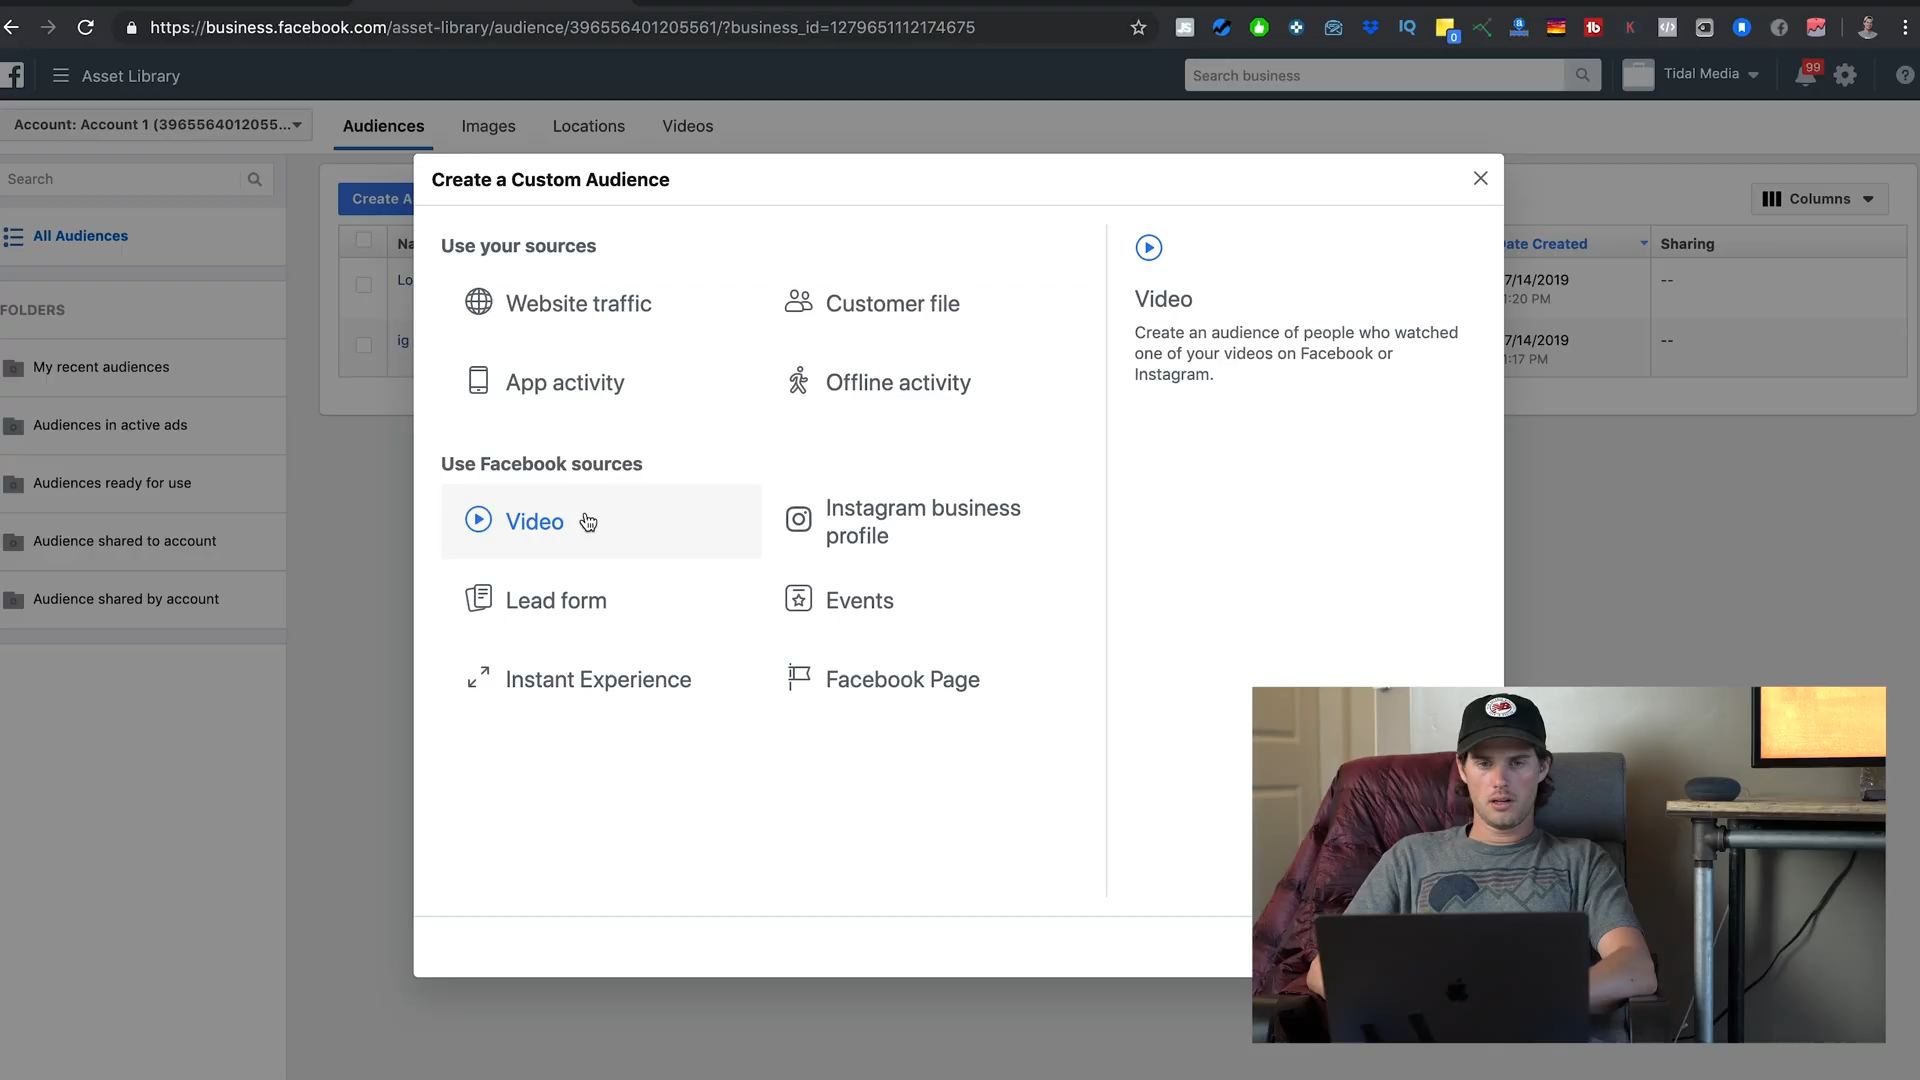 https://business.facebook.com/asset-library/audience/396556401205561/?business_id=1279651112174675
0
Asset Library
Search business
Tidal Media
99
Account: Account 1 (3965564012055...
Audiences
Images
Locations
Videos
Search
All Audiences
FOLDERS
My recent audiences
Audiences in active ads
Audiences ready for use
Audience shared to account
Audience shared by account
Create A
Columns
Na
ate Created
Sharing
Lo
7/14/2019
:20 PM
--
ig
7/14/2019
:17 PM
--
Create a Custom Audience
Use your sources
Website traffic
Customer file
App activity
Offline activity
Use Facebook sources
Video
Instagram business
profile
Lead form
Events
Instant Experience
Facebook Page
Video
Create an audience of people who watched
one of your videos on Facebook or
Instagram.